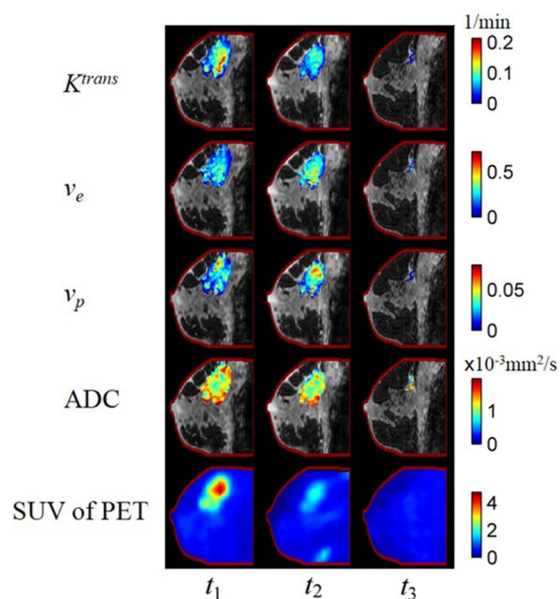 1/min
K^trans
0.2
0.1
0
v_e
0.5
0
v_p
0.05
0
x10^-3mm^2/s
ADC
1
0
SUV of PET
4
2
0
t_1 t_2 t_3